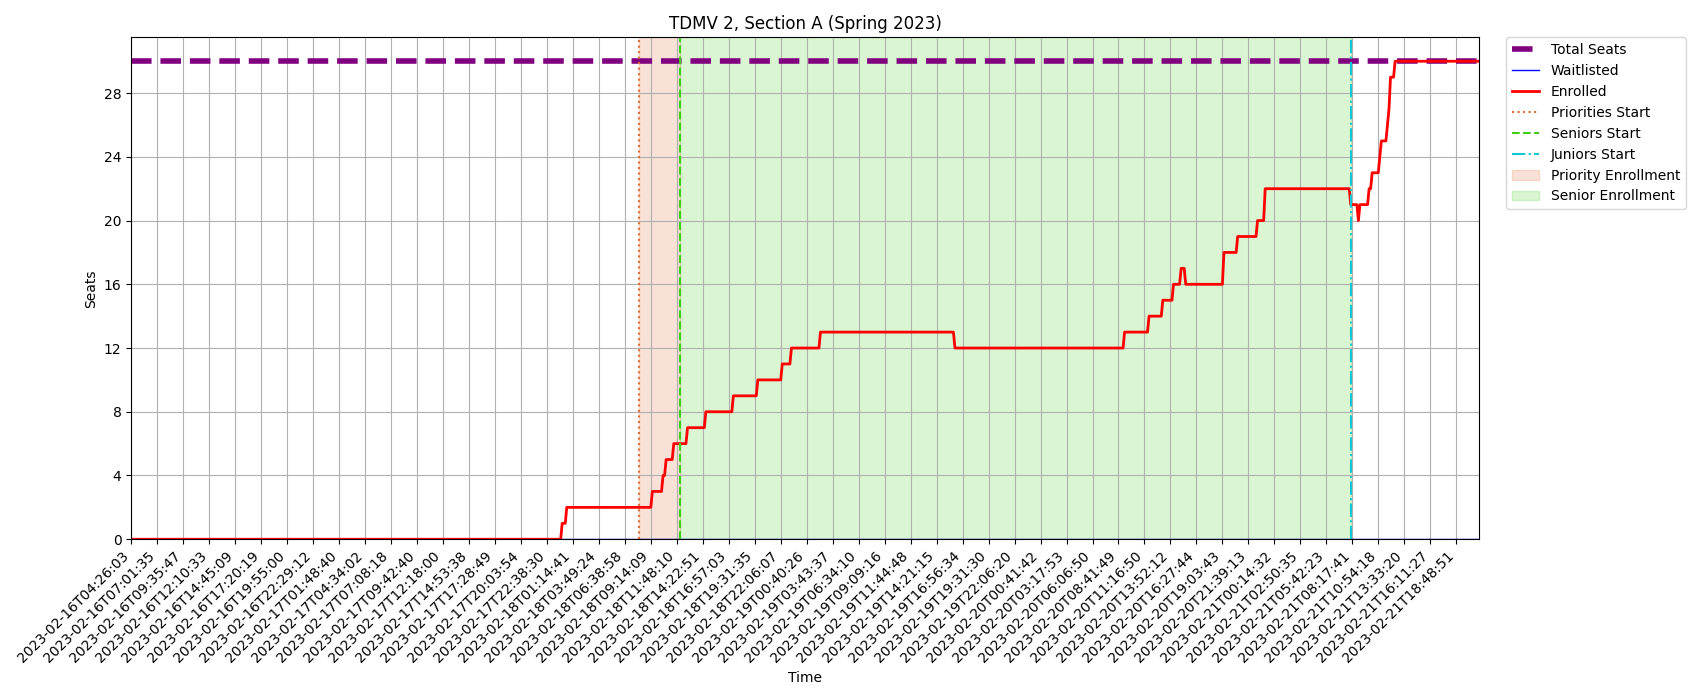 TDMV 2, Section A (Spring 2023)
Total Seats
Waitlisted
Enrolled
Priorities Start
Seniors Start
Juniors Start
Priority Enrollment
Senior Enrollment
Seats
28
24
20
16
12
8
4
0
2023-02-16T04:26:03
2023-02-16T07:01:35
2023-02-16T09:35:47
2023-02-16T12:10:33
2023-02-16T14:45:09
2023-02-16T17:20:19
2023-02-16T19:55:00
2023-02-16T22:29:12
2023-02-17T01:48:40
2023-02-17T04:34:02
2023-02-17T07:08:18
2023-02-17T09:42:40
2023-02-17T12:18:00
2023-02-17T14:53:38
2023-02-17T17:28:49
2023-02-17T20:03:54
2023-02-17T22:38:30
2023-02-18T01:14:41
2023-02-18T03:49:24
2023-02-18T06:38:58
2023-02-18T09:14:09
2023-02-18T11:48:10
2023-02-18T14:22:51
2023-02-18T16:57:03
2023-02-18T19:31:35
2023-02-18T22:06:07
2023-02-19T00:40:26
2023-02-19T03:43:37
2023-02-19T06:34:10
2023-02-19T09:09:16
2023-02-19T11:44:48
2023-02-19T14:21:15
2023-02-19T16:56:34
2023-02-19T19:31:30
2023-02-19T22:06:20
2023-02-20T00:41:42
2023-02-20T03:17:53
2023-02-20T06:06:50
2023-02-20T08:41:49
2023-02-20T11:16:50
2023-02-20T13:52:12
2023-02-20T16:27:44
2023-02-20T19:03:43
2023-02-20T21:39:13
2023-02-21T00:14:32
2023-02-21T02:50:35
2023-02-21T05:42:23
2023-02-21T08:17:41
2023-02-21T10:54:18
2023-02-21T13:33:20
2023-02-21T16:11:27
2023-02-21T18:48:51
Time